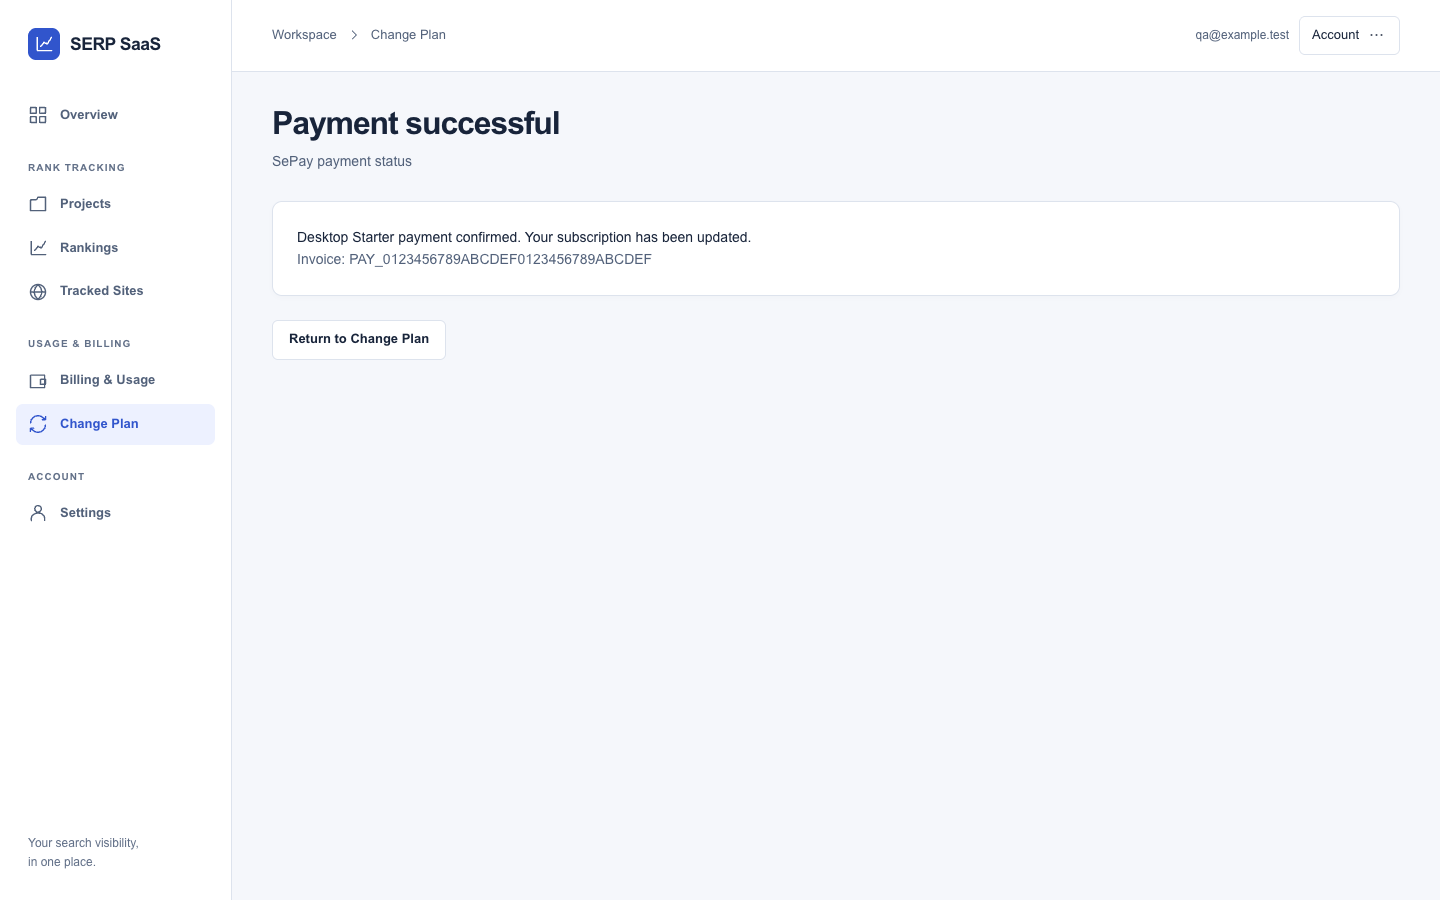 SERP SaaS
Overview
RANK TRACKING
Projects
Rankings
Tracked Sites
USAGE & BILLING
Billing & Usage
Change Plan
ACCOUNT
Settings
Your search visibility,
in one place.
Workspace > Change Plan
qa@example.test
Account ···
Payment successful
SePay payment status
Desktop Starter payment confirmed. Your subscription has been updated.
Invoice: PAY_0123456789ABCDEF0123456789ABCDEF
Return to Change Plan